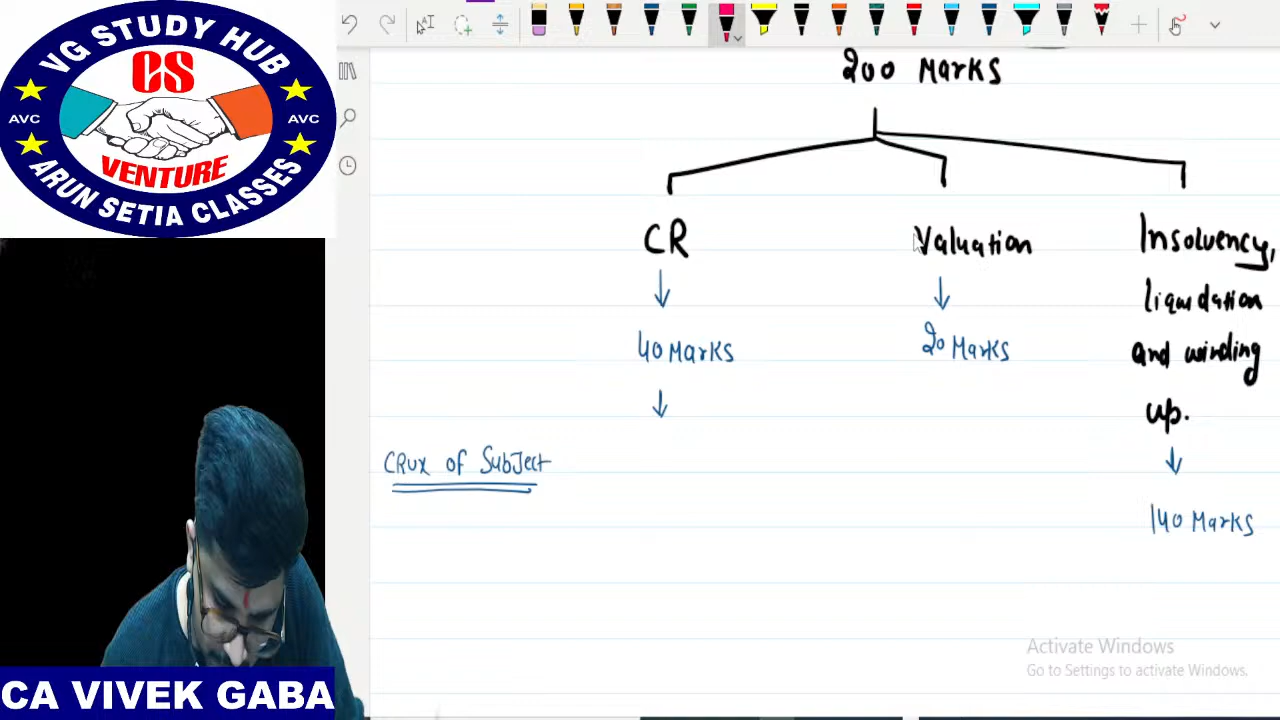 VG STUDY HUB
CS
AVC
AVC
VENTURE
ARUN SETIA CLASSES
200 Marks
CR
Valuation
Insolvency,
liquidation
and winding
up.
40 Marks
20 Marks
CRUX of SubJect
140 Marks
Activate Windows
Go to Settings to activate Windows.
CA VIVEK GABA